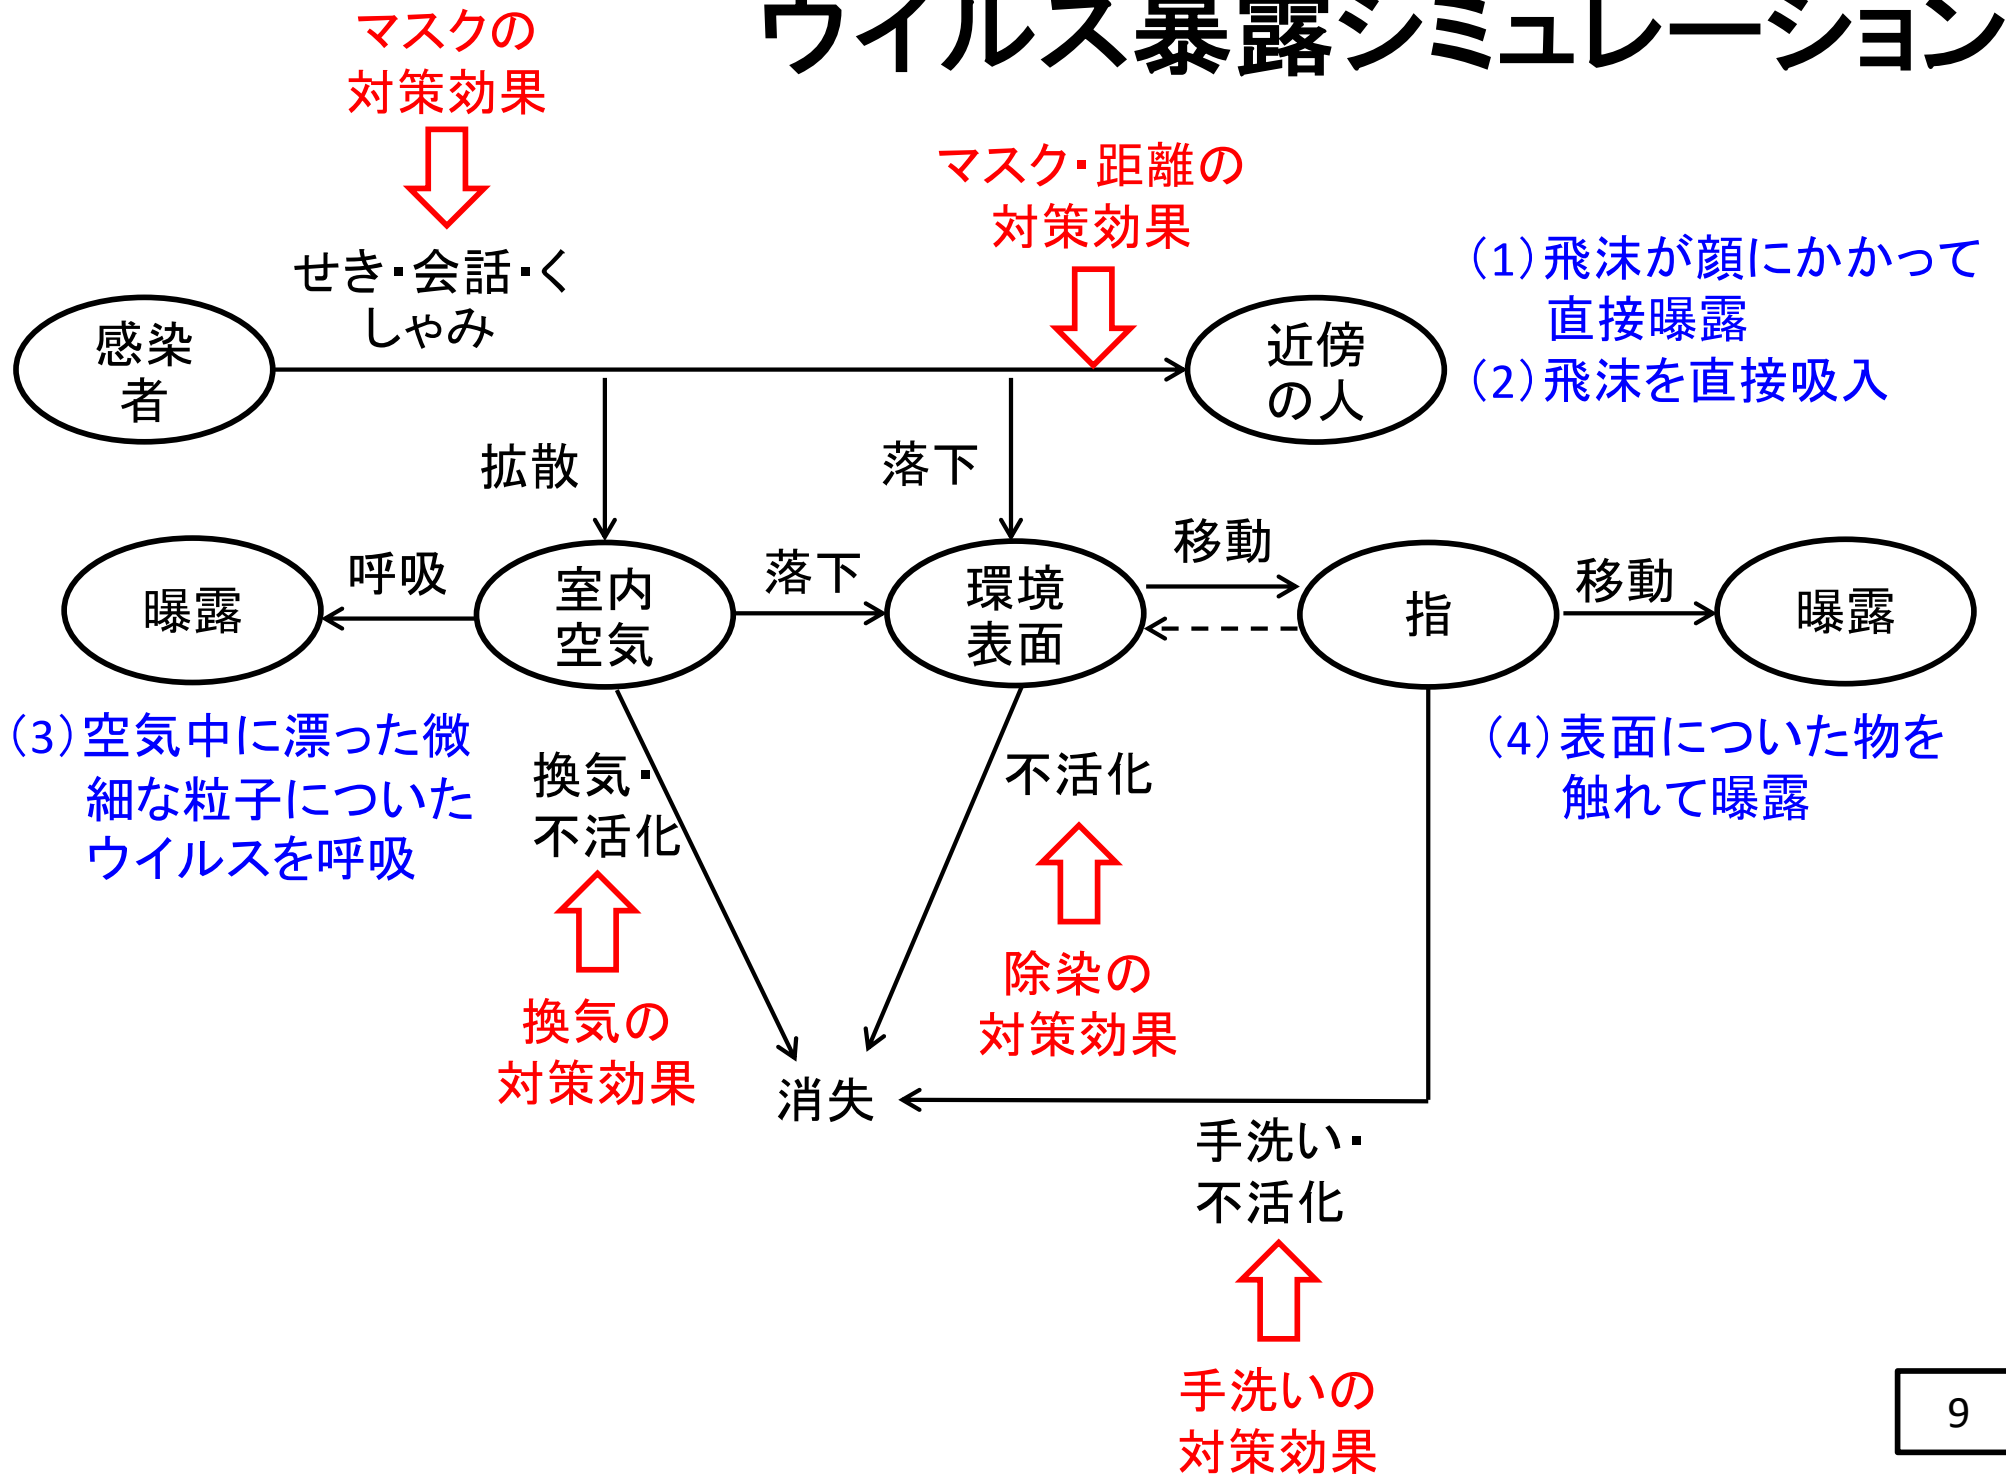 ウイルス暴露シミュレーション
マスクの
対策効果
マスク・距離の
対策効果
せき・会話・く
しゃみ
(1)飛沫が顔にかかって
直接曝露
(2)飛沫を直接吸入
感染
者
近傍
の人
拡散
落下
曝露
呼吸
室内
空気
落下
環境
表面
移動
指
移動
曝露
(3)空気中に漂った微
細な粒子についた
ウイルスを呼吸
換気・
不活化
不活化
(4)表面についた物を
触れて曝露
換気の
対策効果
除染の
対策効果
消失
手洗い・
不活化
手洗いの
対策効果
9